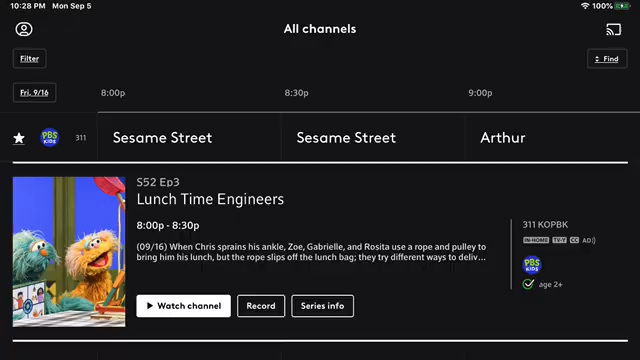 10:28 PM Mon Sep 5 100%
All channels
Filter
Find
Fri, 9/16 8:00p 8:30p 9:00p
PBS KIDS 311 Sesame Street Sesame Street Arthur
S52 Ep3
Lunch Time Engineers
8:00p - 8:30p
(09/16) When Chris sprains his ankle, Zoe, Gabrielle, and Rosita use a rope and pulley to
bring him his lunch, but the rope slips off the lunch bag; they try different ways to deliv...
311 KOPBK
IN-HOME TV-Y CC AD))
PBS KIDS
age 2+
Watch channel Record Series info